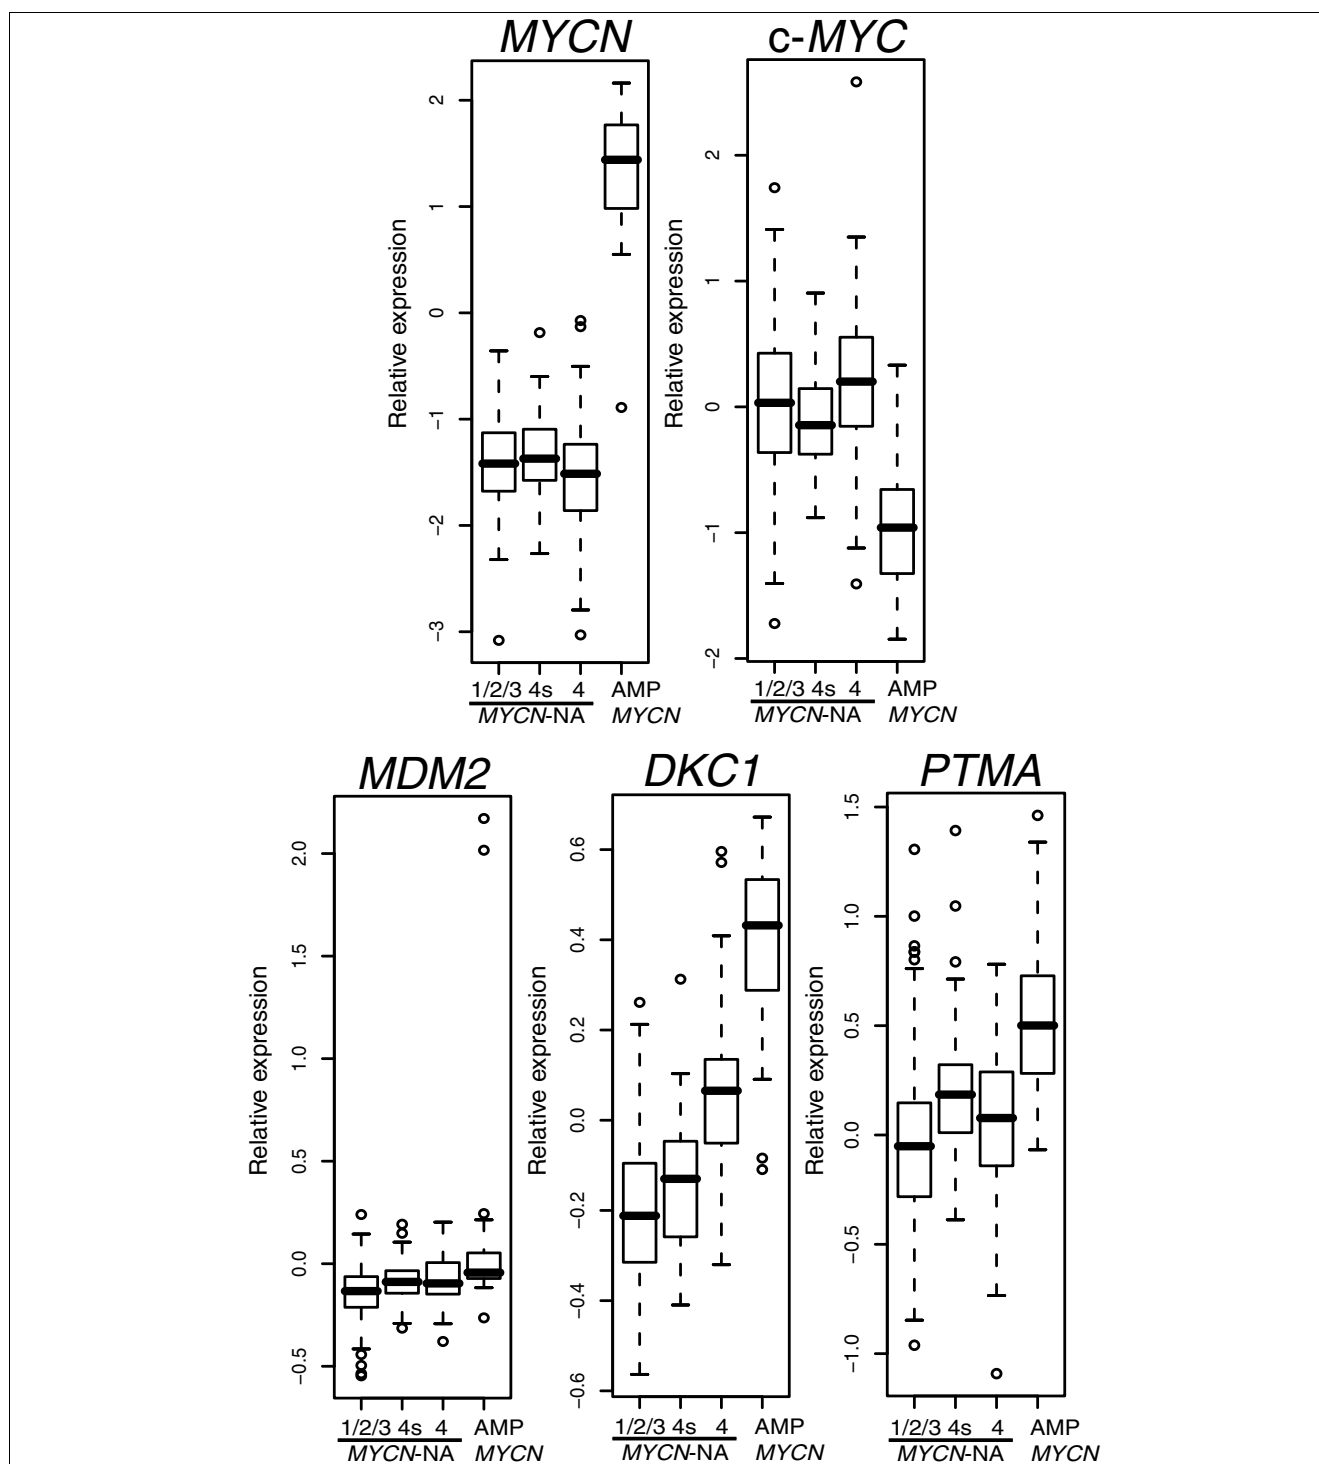 MYCN
c-MYC
Relative expression
2
1
0
−1
−2
−3
1/2/3 4s 4 AMP
MYCN-NA MYCN
Relative expression
2
1
0
−1
−2
1/2/3 4s 4 AMP
MYCN-NA MYCN
MDM2
DKC1
PTMA
Relative expression
2.0
1.5
1.0
0.5
0.0
−0.5
1/2/3 4s 4 AMP
MYCN-NA MYCN
Relative expression
0.6
0.4
0.2
0.0
−0.2
−0.4
−0.6
1/2/3 4s 4 AMP
MYCN-NA MYCN
Relative expression
1.5
1.0
0.5
0.0
−0.5
−1.0
1/2/3 4s 4 AMP
MYCN-NA MYCN